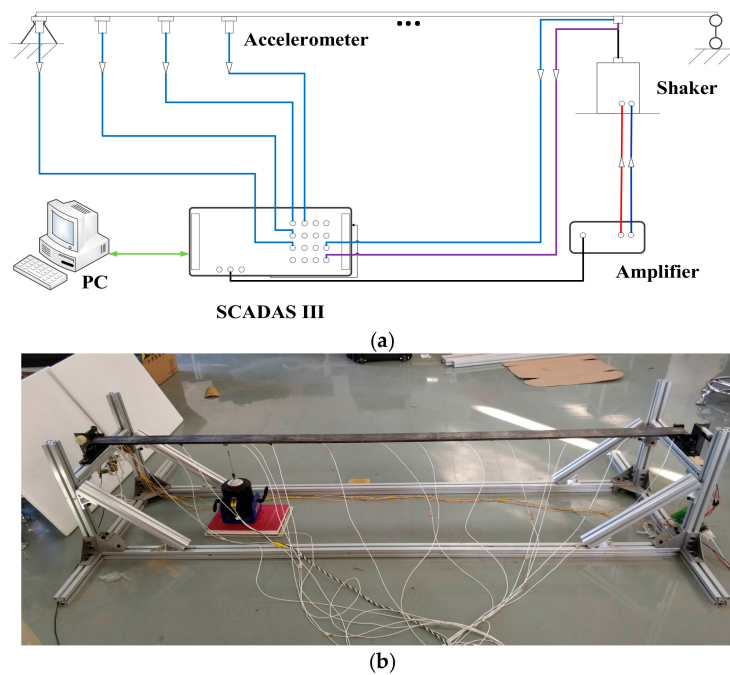 Accelerometer
Shaker
PC
Amplifier
SCADAS III
(a)
(b)